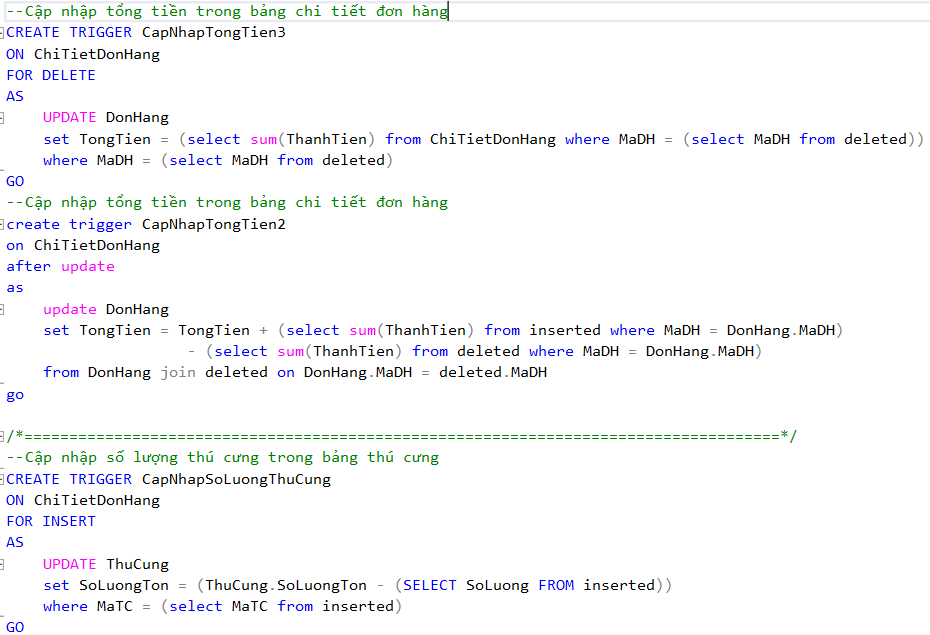 --Cập nhập tổng tiền trong bảng chi tiết đơn hàng
CREATE TRIGGER CapNhapTongTien3
ON ChiTietDonHang
FOR DELETE
AS
UPDATE DonHang
set TongTien = (select sum(ThanhTien) from ChiTietDonHang where MaDH = (select MaDH from deleted))
where MaDH = (select MaDH from deleted)
GO
--Cập nhập tổng tiền trong bảng chi tiết đơn hàng
create trigger CapNhapTongTien2
on ChiTietDonHang
after update
as
update DonHang
set TongTien = TongTien + (select sum(ThanhTien) from inserted where MaDH = DonHang.MaDH)
- (select sum(ThanhTien) from deleted where MaDH = DonHang.MaDH)
from DonHang join deleted on DonHang.MaDH = deleted.MaDH
go
/*====================================================================================*/
--Cập nhập số lượng thú cưng trong bảng thú cưng
CREATE TRIGGER CapNhapSoLuongThuCung
ON ChiTietDonHang
FOR INSERT
AS
UPDATE ThuCung
set SoLuongTon = (ThuCung.SoLuongTon - (SELECT SoLuong FROM inserted))
where MaTC = (select MaTC from inserted)
GO